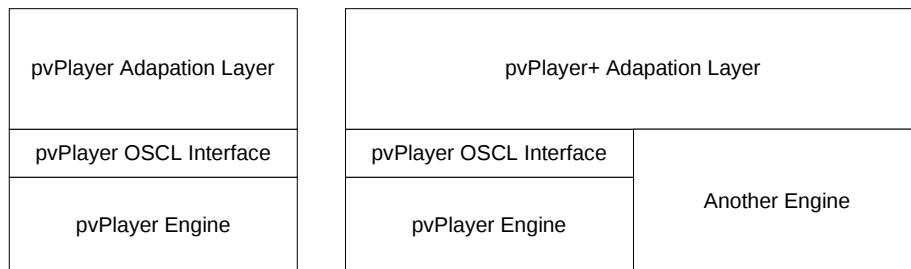 pvPlayer Adapation Layer
pvPlayer OSCL Interface
pvPlayer Engine
pvPlayer+ Adapation Layer
pvPlayer OSCL Interface
pvPlayer Engine
Another Engine